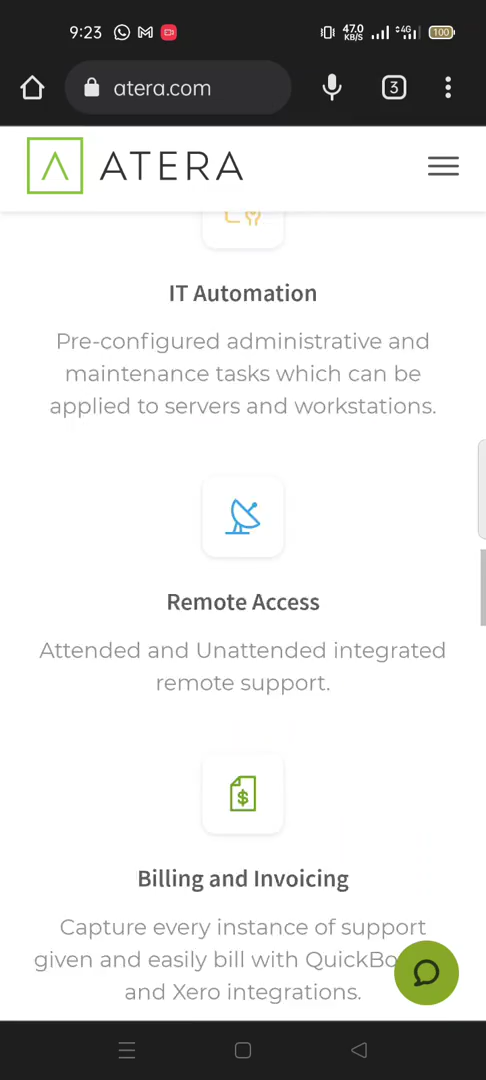 9:23 47.0 KB/S 4G 100
atera.com 3
ATERA
IT Automation
Pre-configured administrative and
maintenance tasks which can be
applied to servers and workstations.
Remote Access
Attended and Unattended integrated
remote support.
$
Billing and Invoicing
Capture every instance of support
given and easily bill with QuickBo
and Xero integrations.